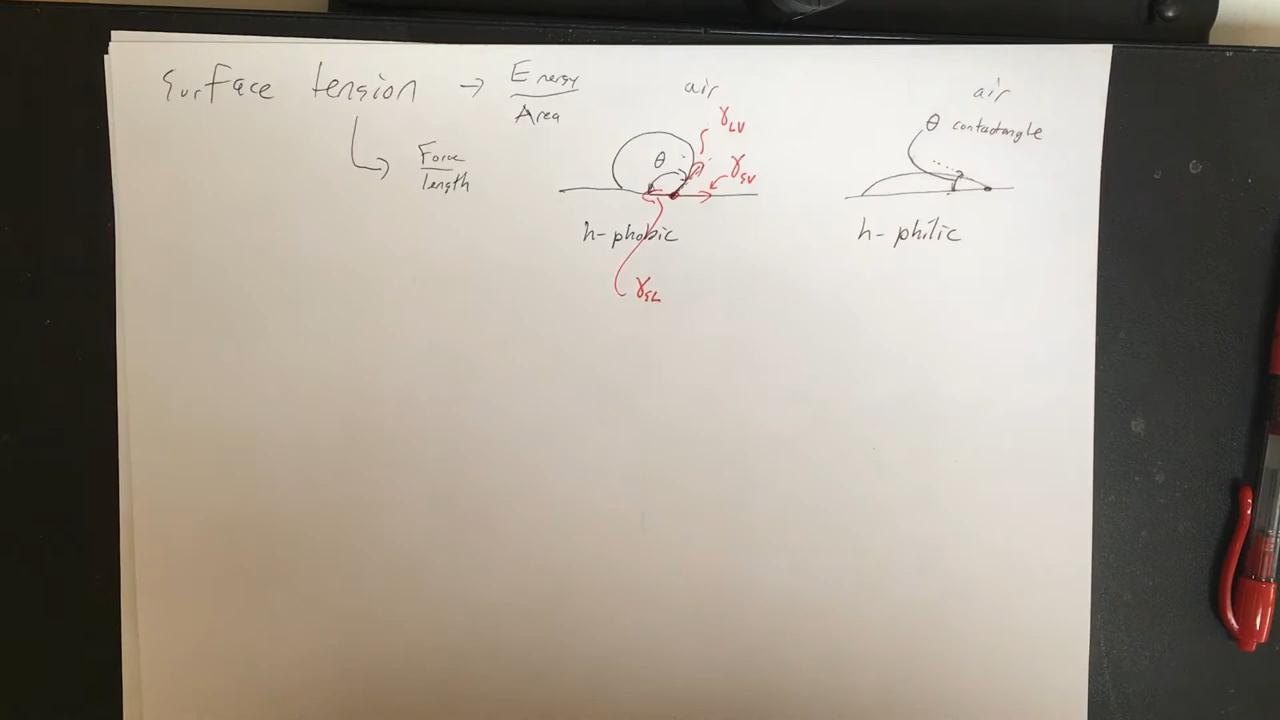 Surface tension → Energy / Area
Force / length
air
θ
γLV
γSV
h-phobic
γSL
air
θ contact angle
h-philic